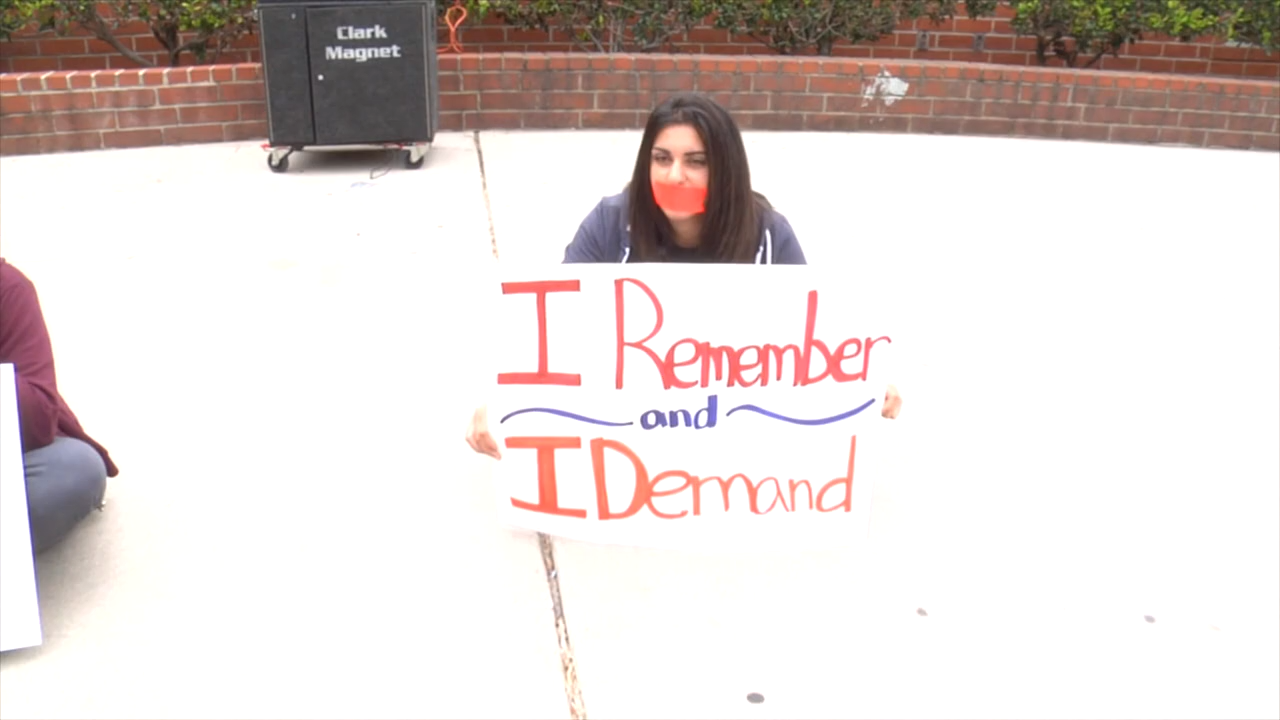 Clark
Magnet
I Remember
and
I Demand